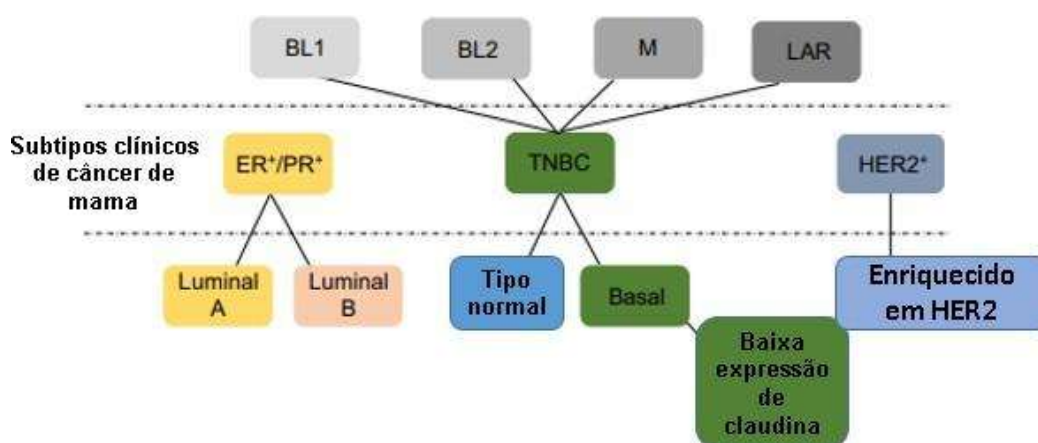 BL1
BL2
M
LAR
Subtipos clínicos
de câncer de
mama
ER⁺/PR⁺
TNBC
HER2⁺
Luminal
A
Luminal
B
Tipo
normal
Basal
Enriquecido
em HER2
Baixa
expressão
de
claudina